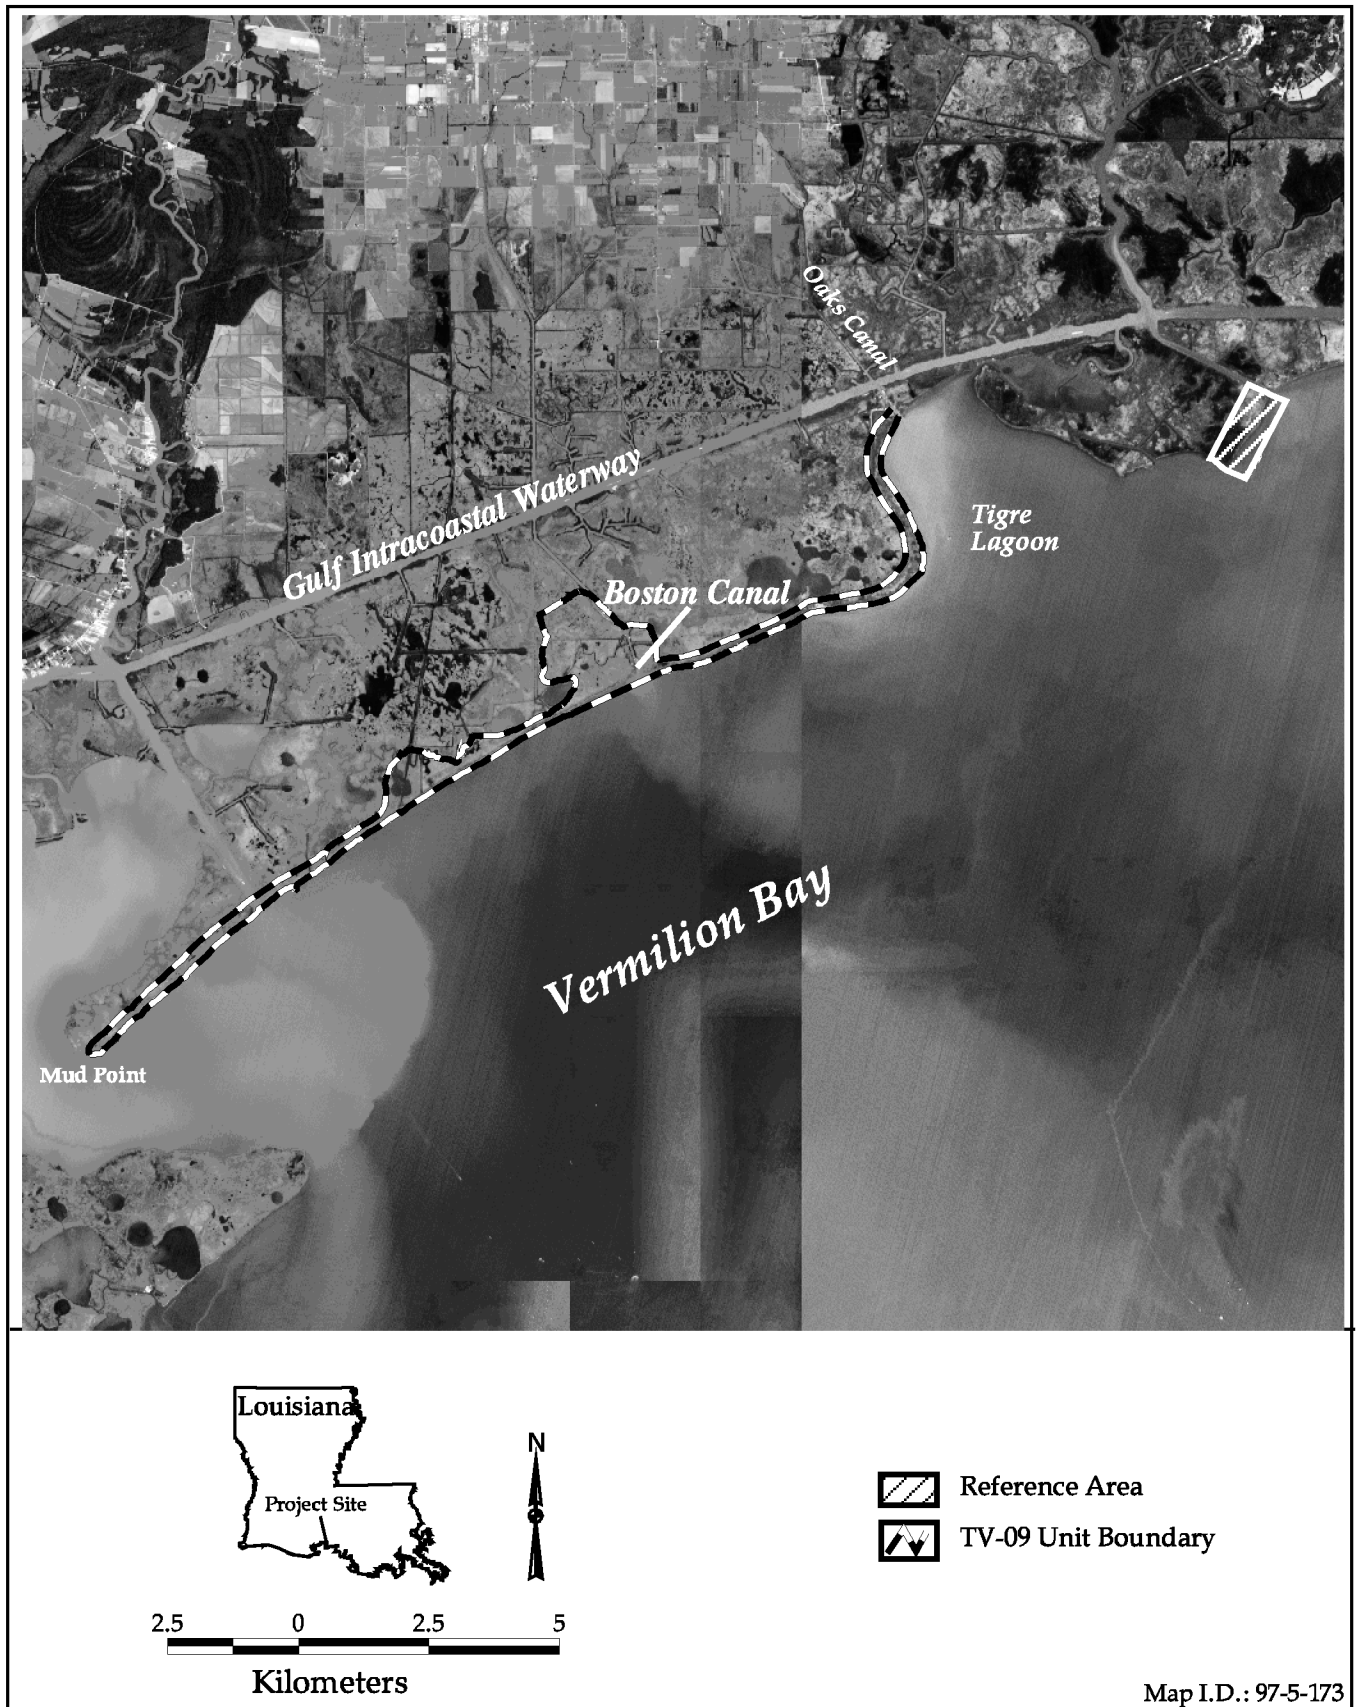 Oaks Canal
Gulf Intracoastal Waterway
Tigre
Lagoon
Boston Canal
Vermilion Bay
Mud Point
Louisiana
Project Site
N
Reference Area
TV-09 Unit Boundary
2.5 0 2.5 5
Kilometers
Map I.D.: 97-5-173